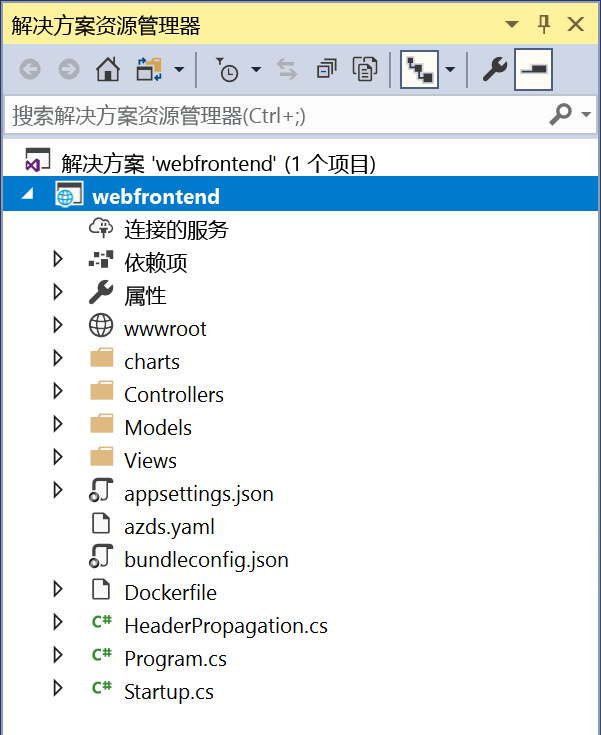 解决方案资源管理器
搜索解决方案资源管理器(Ctrl+;)
解决方案 'webfrontend' (1 个项目)
webfrontend
连接的服务
依赖项
属性
wwwroot
charts
Controllers
Models
Views
appsettings.json
azds.yaml
bundleconfig.json
Dockerfile
C# HeaderPropagation.cs
C# Program.cs
C# Startup.cs